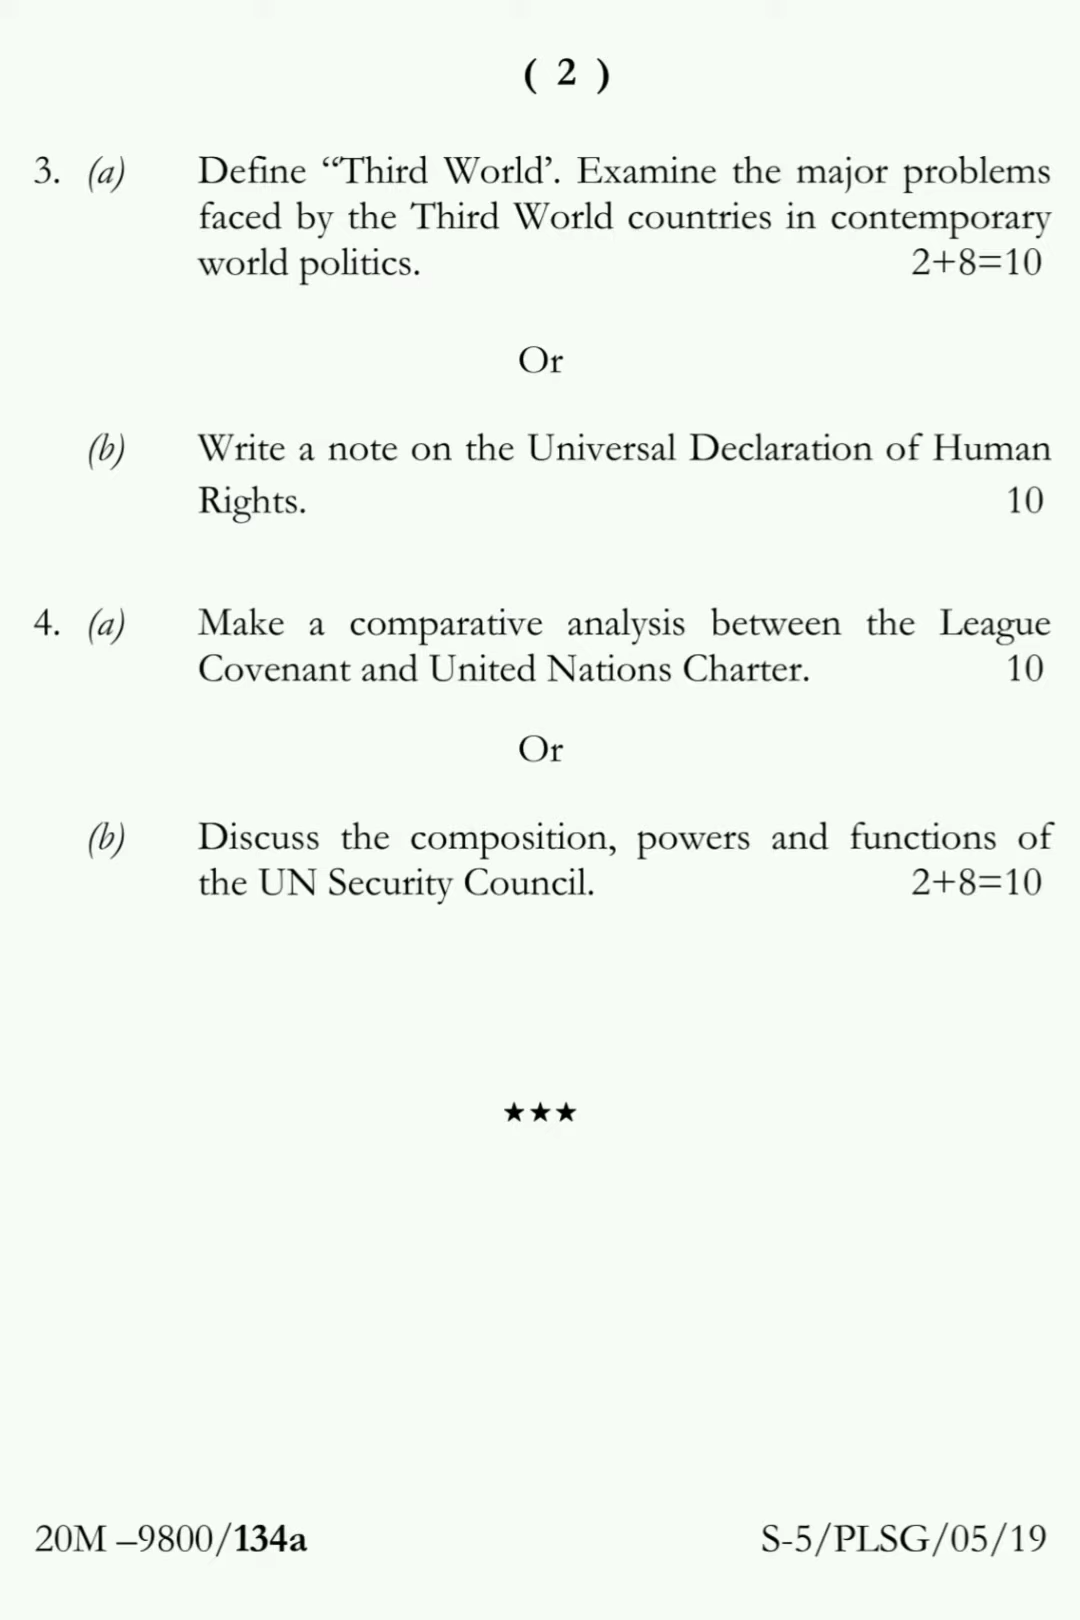 ( 2 )
3. (a) Define “Third World’. Examine the major problems
faced by the Third World countries in contemporary
world politics. 2+8=10
Or
(b) Write a note on the Universal Declaration of Human
Rights. 10
4. (a) Make a comparative analysis between the League
Covenant and United Nations Charter. 10
Or
(b) Discuss the composition, powers and functions of
the UN Security Council. 2+8=10
★★★
20M –9800/134a S-5/PLSG/05/19